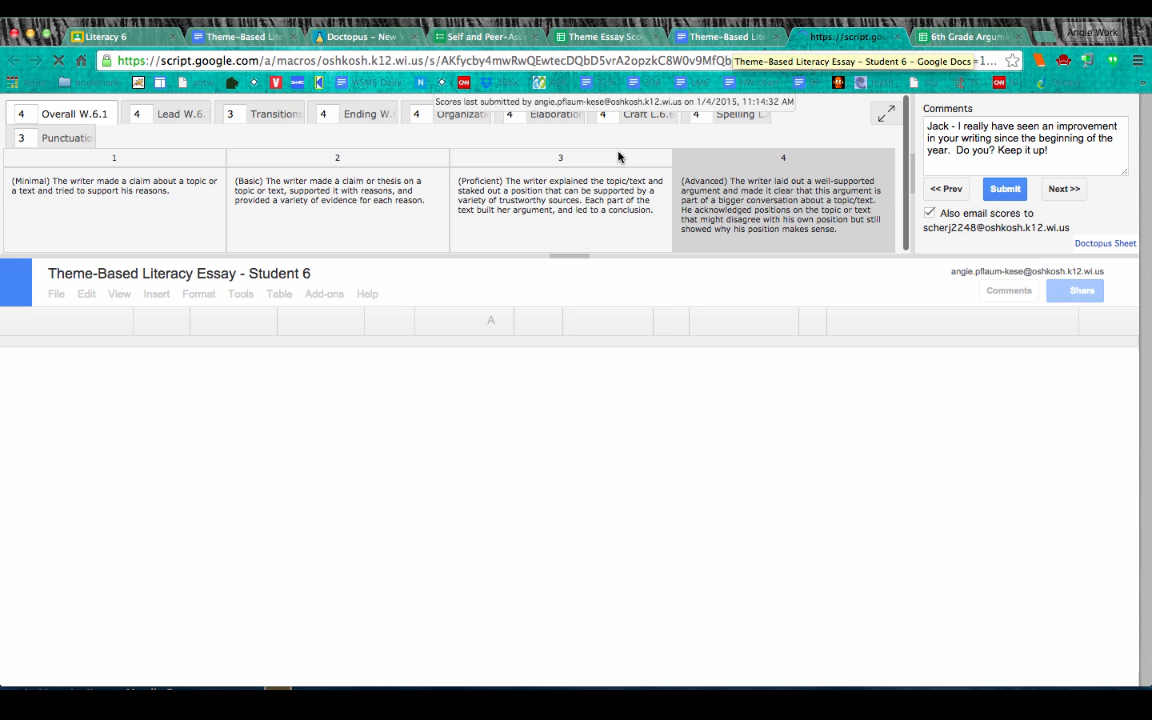 Literacy 6
Theme-Based Lite
Doctopus - New
Self and Peer-Ass
Theme Essay Sco
Theme-Based Lite
https://script.goo
6th Grade Argum
Angie Work
https://script.google.com/a/macros/oshkosh.k12.wi.us/s/AKfycby4mwRwQEwtecDQbD5vrA2opzkC8W0v9MfQb
Theme-Based Literacy Essay - Student 6 - Google Docs
=1...
Scores last submitted by angie.pflaum-kese@oshkosh.k12.wi.us on 1/4/2015, 11:14:32 AM
4 Overall W.6.1
4 Lead W.6.
3 Transitions
4 Ending W.
4 Organizatio
4 Elaboration
4 Craft L.6.6
4 Spelling L.
3 Punctuatio
1
2
3
4
(Minimal) The writer made a claim about a topic or
a text and tried to support his reasons.
(Basic) The writer made a claim or thesis on a
topic or text, supported it with reasons, and
provided a variety of evidence for each reason.
(Proficient) The writer explained the topic/text and
staked out a position that can be supported by a
variety of trustworthy sources. Each part of the
text built her argument, and led to a conclusion.
(Advanced) The writer laid out a well-supported
argument and made it clear that this argument is
part of a bigger conversation about a topic/text.
He acknowledged positions on the topic or text
that might disagree with his own position but still
showed why his position makes sense.
Comments
Jack - I really have seen an improvement
in your writing since the beginning of the
year. Do you? Keep it up!
<< Prev
Submit
Next >>
Also email scores to
scherj2248@oshkosh.k12.wi.us
Doctopus Sheet
Theme-Based Literacy Essay - Student 6
angie.pflaum-kese@oshkosh.k12.wi.us
File Edit View Insert Format Tools Table Add-ons Help
Comments
Share
A